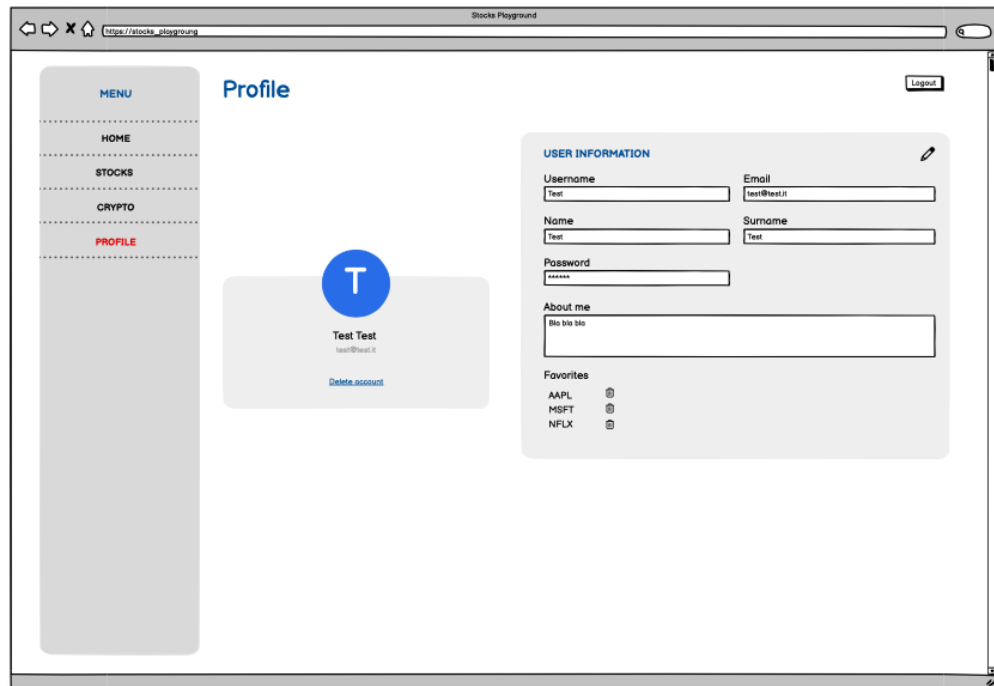 Stocks Playground
https://stocks_playgroung
MENU
HOME
STOCKS
CRYPTO
PROFILE
Profile
Logout
T
Test Test
test@test.it
Delete account
USER INFORMATION
Username Email
Test test@test.it
Name Surname
Test Test
Password
******
About me
Bla bla bla
Favorites
AAPL
MSFT
NFLX